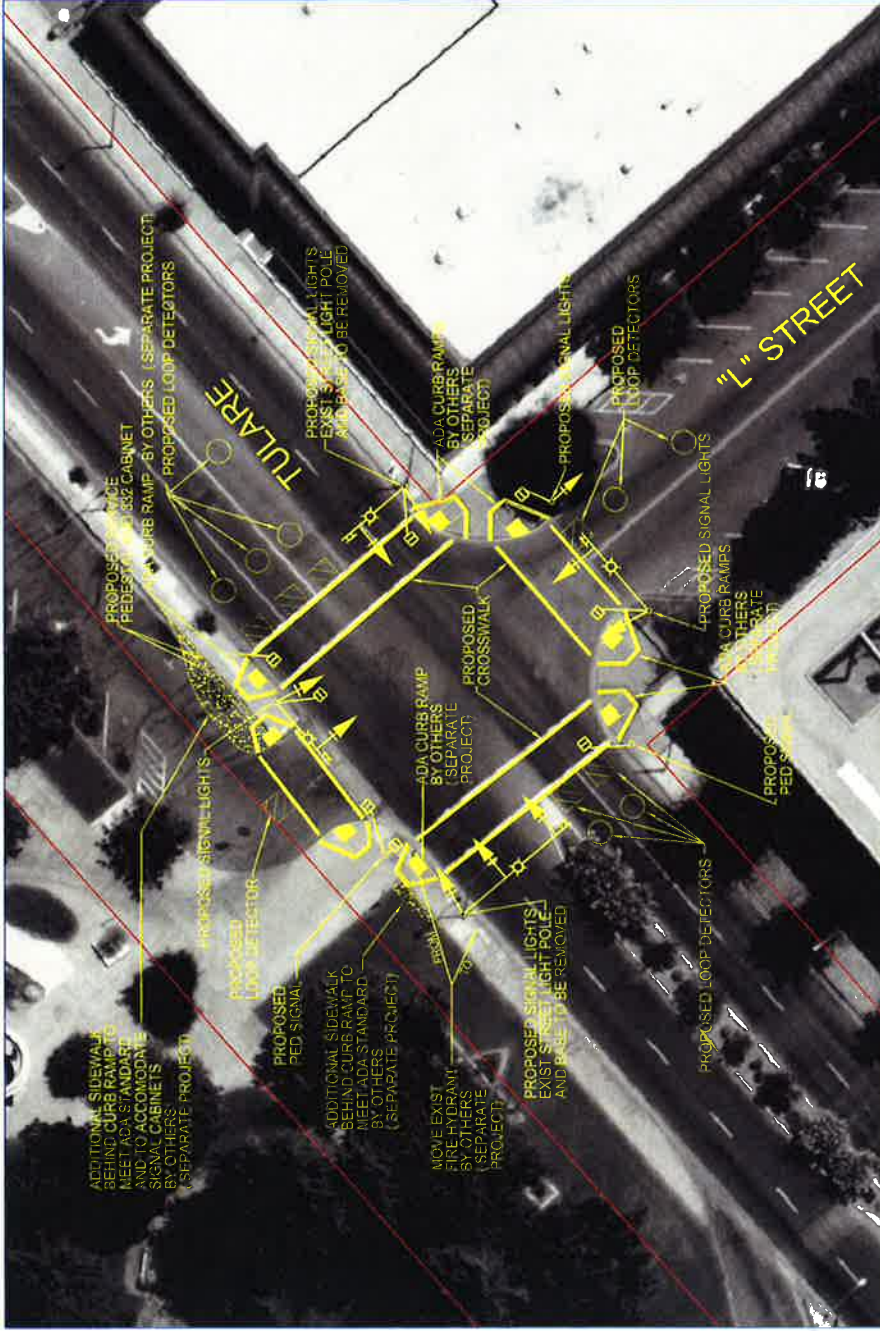 PROPOSED SERVICE
PEDESTAL AND 332 CABINET
ADA CURB RAMP BY OTHERS (SEPARATE PROJECT)
PROPOSED LOOP DETECTORS
TULARE
PROPOSED SIGNAL LIGHTS
EXIST STREET LIGHT POLE
AND BASE TO BE REMOVED
ADA CURB RAMPS
BY OTHERS
(SEPARATE
PROJECT)
PROPOSED SIGNAL LIGHTS
PROPOSED
LOOP DETECTORS
"L" STREET
PROPOSED SIGNAL LIGHTS
ADA CURB RAMPS
BY OTHERS
(SEPARATE
PROJECT)
PROPOSED
CROSSWALK
ADA CURB RAMP
BY OTHERS
(SEPARATE
PROJECT)
PROPOSED
PED
PROPOSED SIGNAL LIGHTS
PROPOSED
LOOP DETECTOR
PROPOSED
PED SIGNAL
ADDITIONAL SIDEWALK
BEHIND CURB RAMP TO
MEET ADA STANDARD
AND TO ACCOMODATE
SIGNAL CABINETS
BY OTHERS
(SEPARATE PROJECT)
ADDITIONAL SIDEWALK
BEHIND CURB RAMP TO
MEET ADA STANDARD
BY OTHERS
(SEPARATE PROJECT)
FROM
TO
MOVE EXIST
FIRE HYDRANT
BY OTHERS
(SEPARATE
PROJECT)
PROPOSED SIGNAL LIGHTS
EXIST STREET LIGHT POLE
AND BASE TO BE REMOVED
PROPOSED LOOP DETECTORS